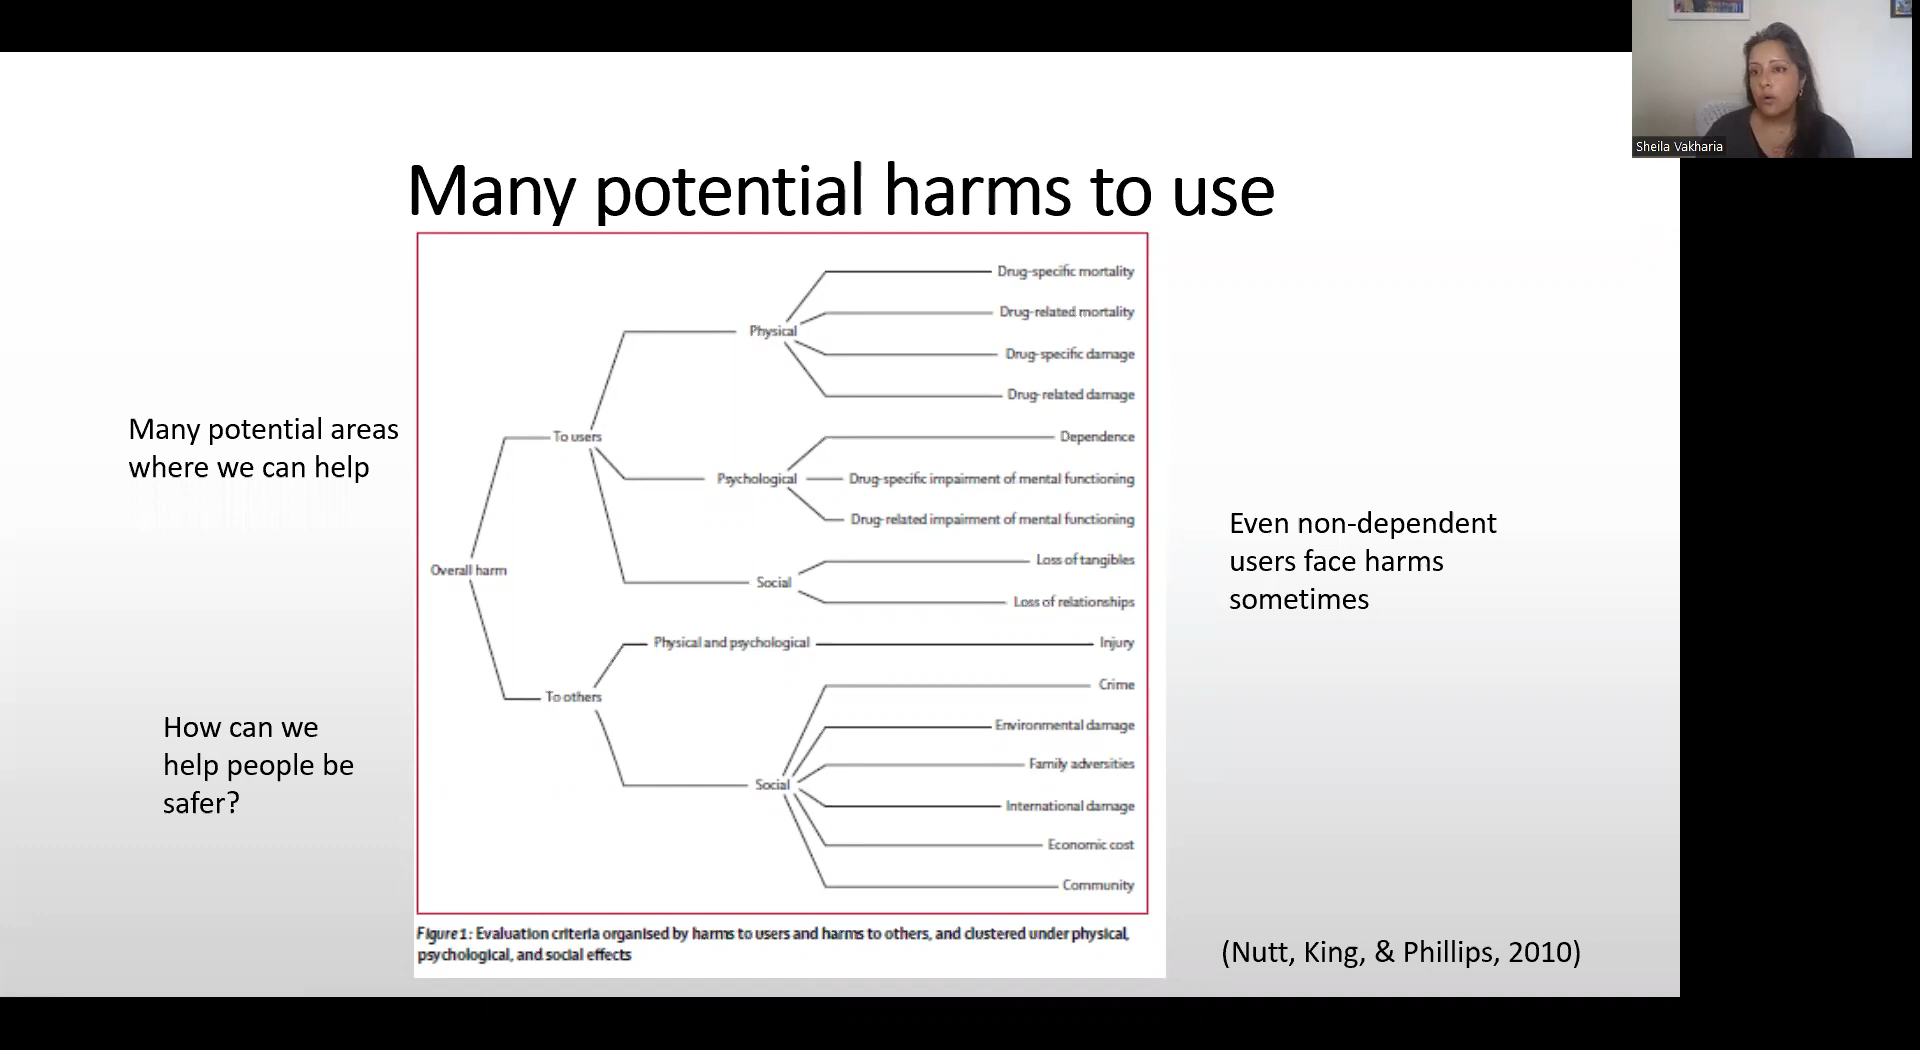 Sheila Vakharia
Many potential harms to use
Many potential areas
where we can help
How can we
help people be
safer?
Overall harm
To users
To others
Physical
Psychological
Social
Physical and psychological
Social
Drug-specific mortality
Drug-related mortality
Drug-specific damage
Drug-related damage
Dependence
Drug-specific impairment of mental functioning
Drug-related impairment of mental functioning
Loss of tangibles
Loss of relationships
Injury
Crime
Environmental damage
Family adversities
International damage
Economic cost
Community
Figure 1: Evaluation criteria organised by harms to users and harms to others, and clustered under physical,
psychological, and social effects
Even non-dependent
users face harms
sometimes
(Nutt, King, & Phillips, 2010)